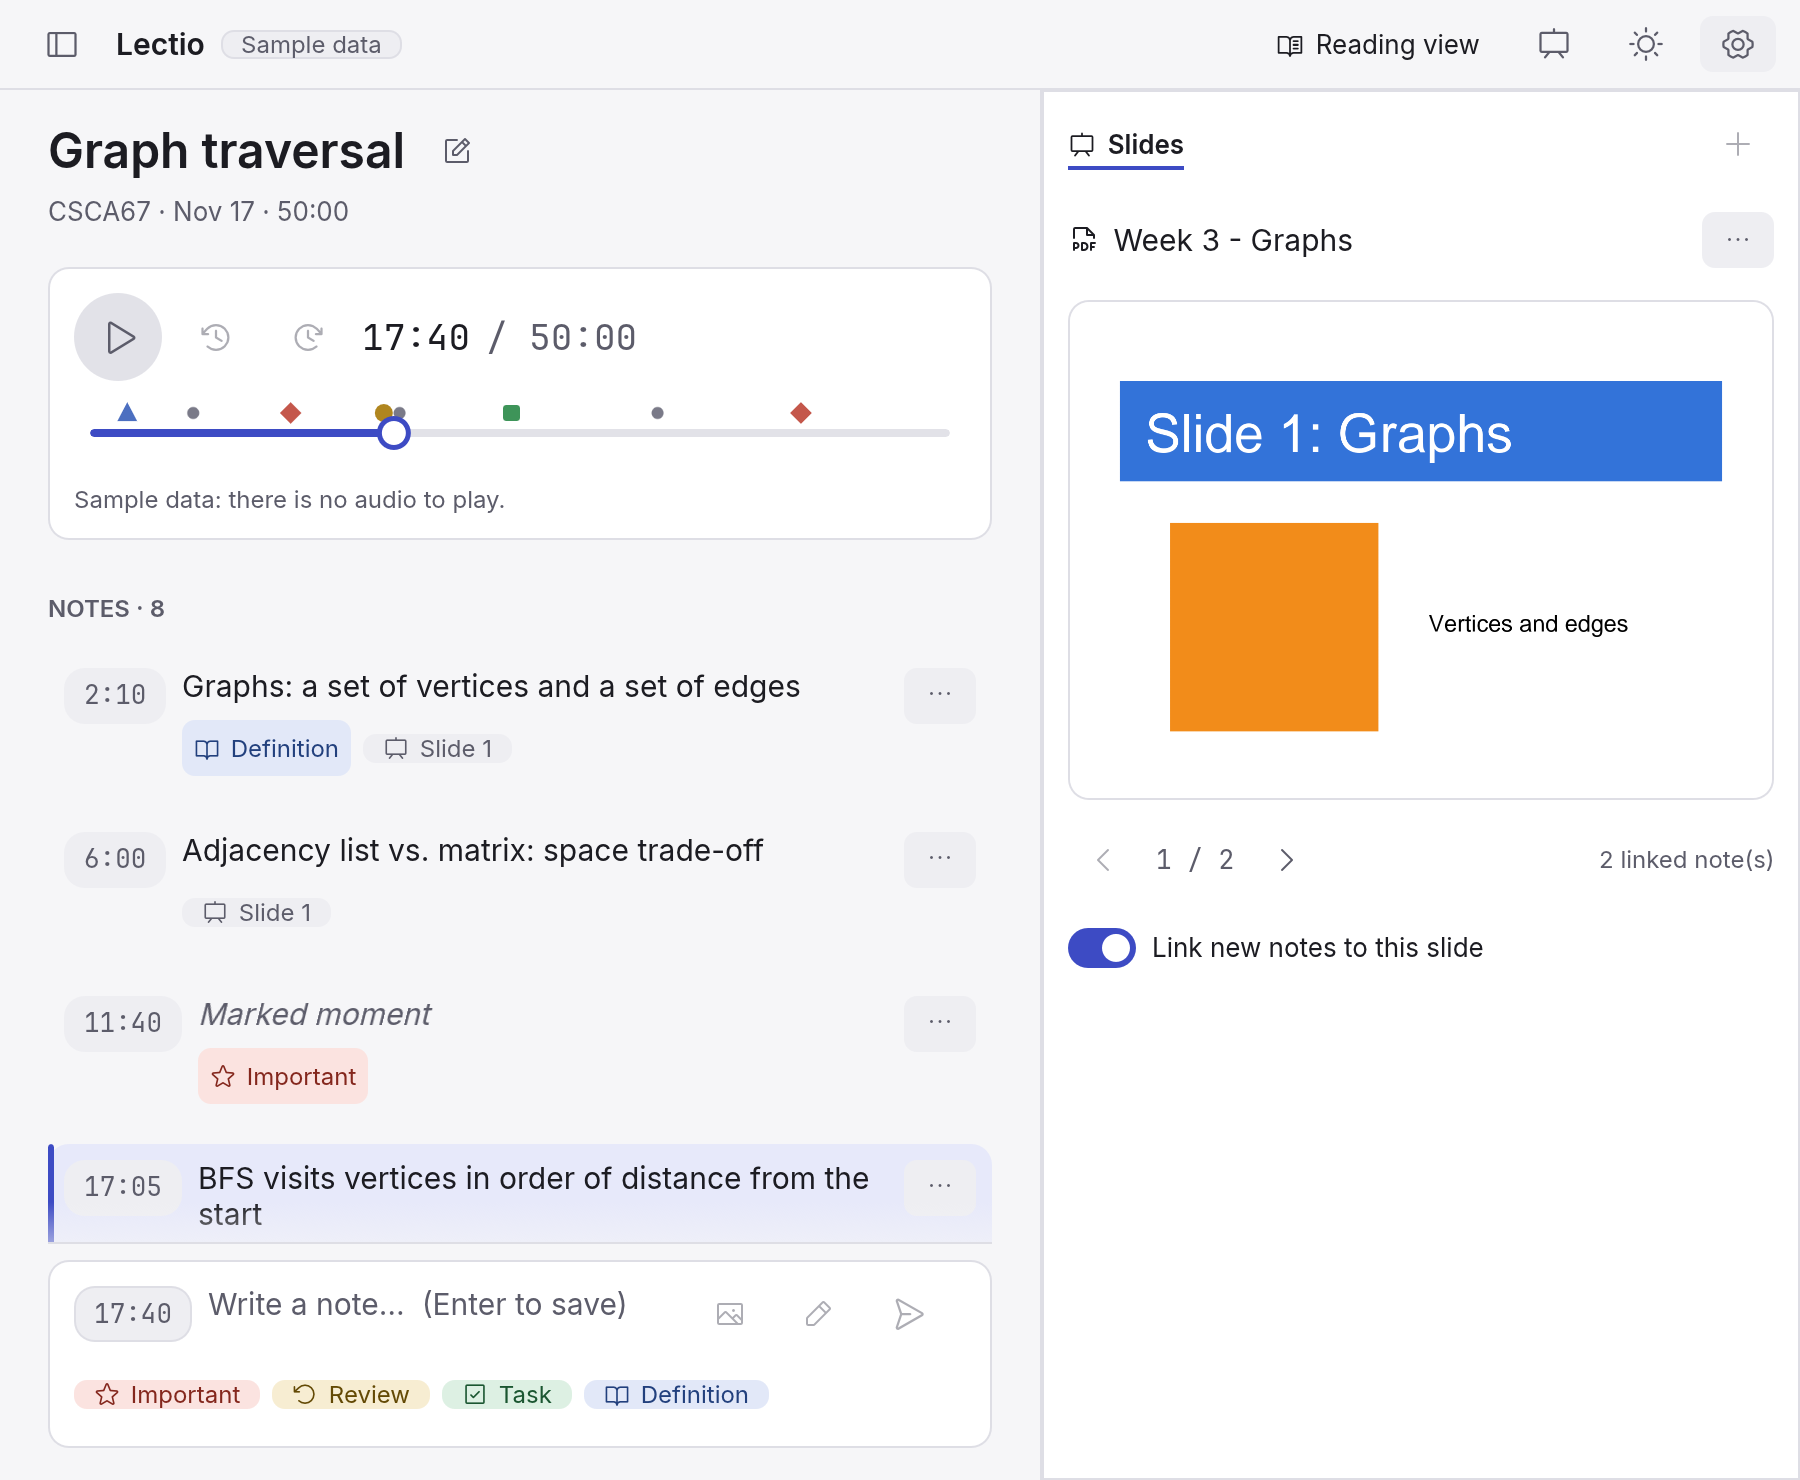 Lectio
Sample data
Reading view
Graph traversal
CSCA67 · Nov 17 · 50:00
17:40 / 50:00
Sample data: there is no audio to play.
NOTES · 8
2:10
Graphs: a set of vertices and a set of edges
Definition
Slide 1
6:00
Adjacency list vs. matrix: space trade-off
Slide 1
11:40
Marked moment
Important
17:05
BFS visits vertices in order of distance from the
start
17:40
Write a note... (Enter to save)
Important
Review
Task
Definition
Slides
PDF
Week 3 - Graphs
Slide 1: Graphs
Vertices and edges
1 / 2
2 linked note(s)
Link new notes to this slide